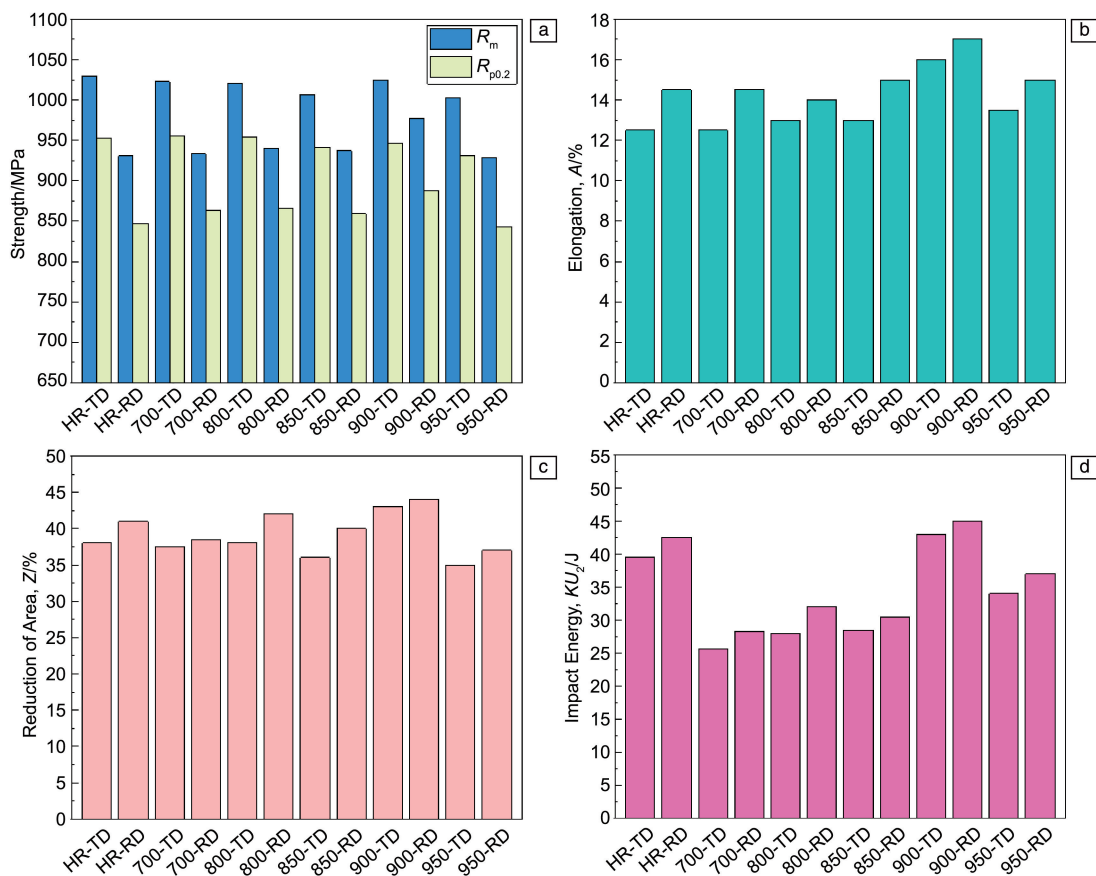 a
R_m
R_p0.2
Strength/MPa
1100
1050
1000
950
900
850
800
750
700
650
HR-TD
HR-RD
700-TD
700-RD
800-TD
800-RD
850-TD
850-RD
900-TD
900-RD
950-TD
950-RD
b
Elongation, A/%
18
16
14
12
10
8
6
4
2
0
HR-TD
HR-RD
700-TD
700-RD
800-TD
800-RD
850-TD
850-RD
900-TD
900-RD
950-TD
950-RD
c
Reduction of Area, Z/%
50
45
40
35
30
25
20
15
10
5
0
HR-TD
HR-RD
700-TD
700-RD
800-TD
800-RD
850-TD
850-RD
900-TD
900-RD
950-TD
950-RD
d
Impact Energy, KU_2/J
55
50
45
40
35
30
25
20
15
10
5
0
HR-TD
HR-RD
700-TD
700-RD
800-TD
800-RD
850-TD
850-RD
900-TD
900-RD
950-TD
950-RD